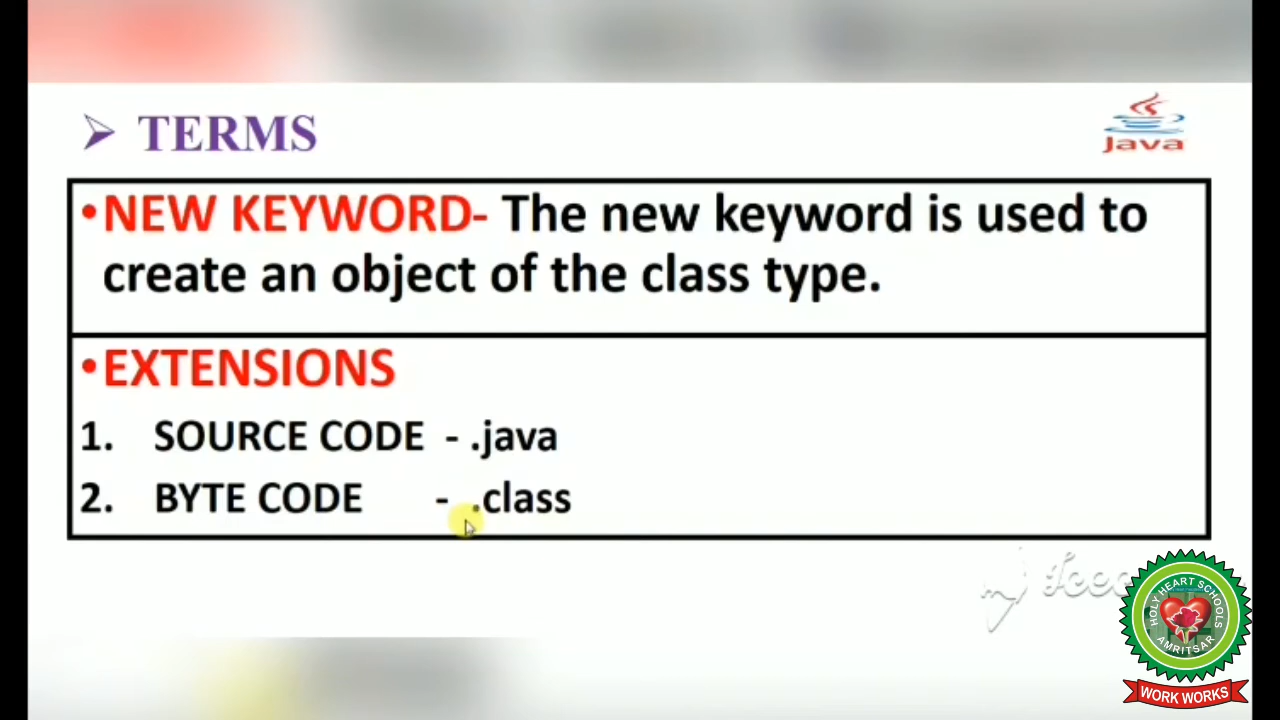 ➢ TERMS
Java
•NEW KEYWORD- The new keyword is used to
create an object of the class type.
•EXTENSIONS
1. SOURCE CODE - .java
2. BYTE CODE - .class
HOLY HEART SCHOOLS
AMRITSAR
WORK WORKS